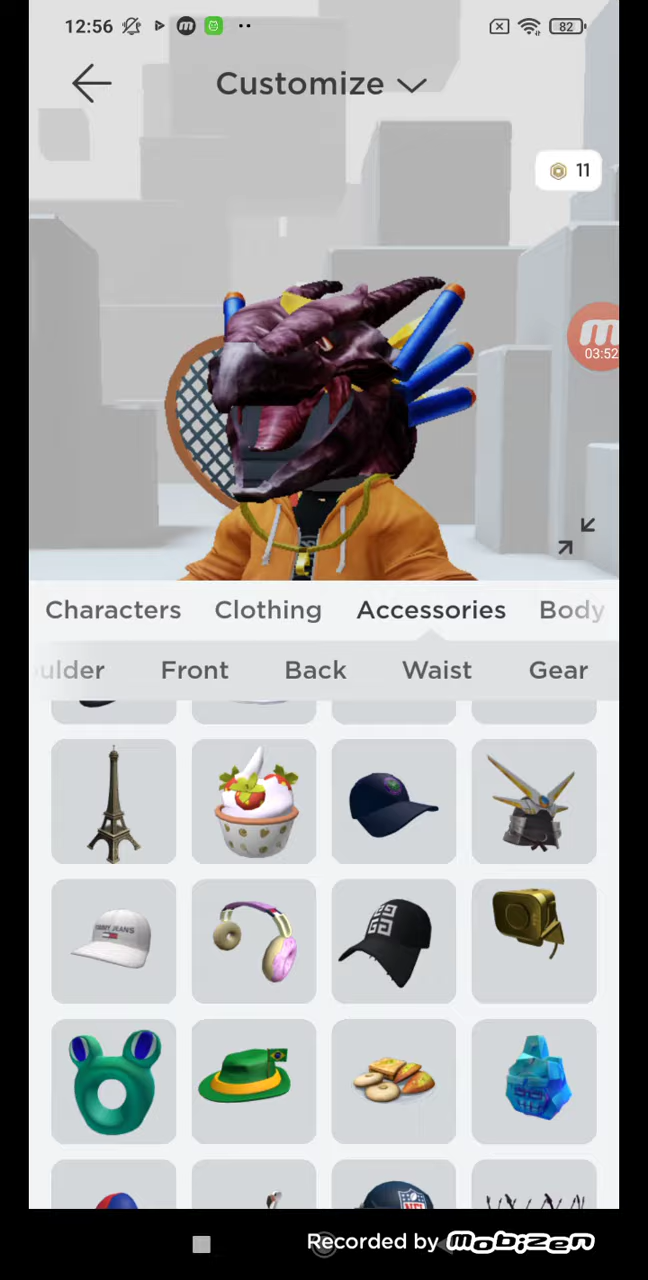 12:56
82
Customize
11
m
03:52
Characters Clothing Accessories Body
oulder Front Back Waist Gear
TOMMY JEANS
NFL
Recorded by mobizen